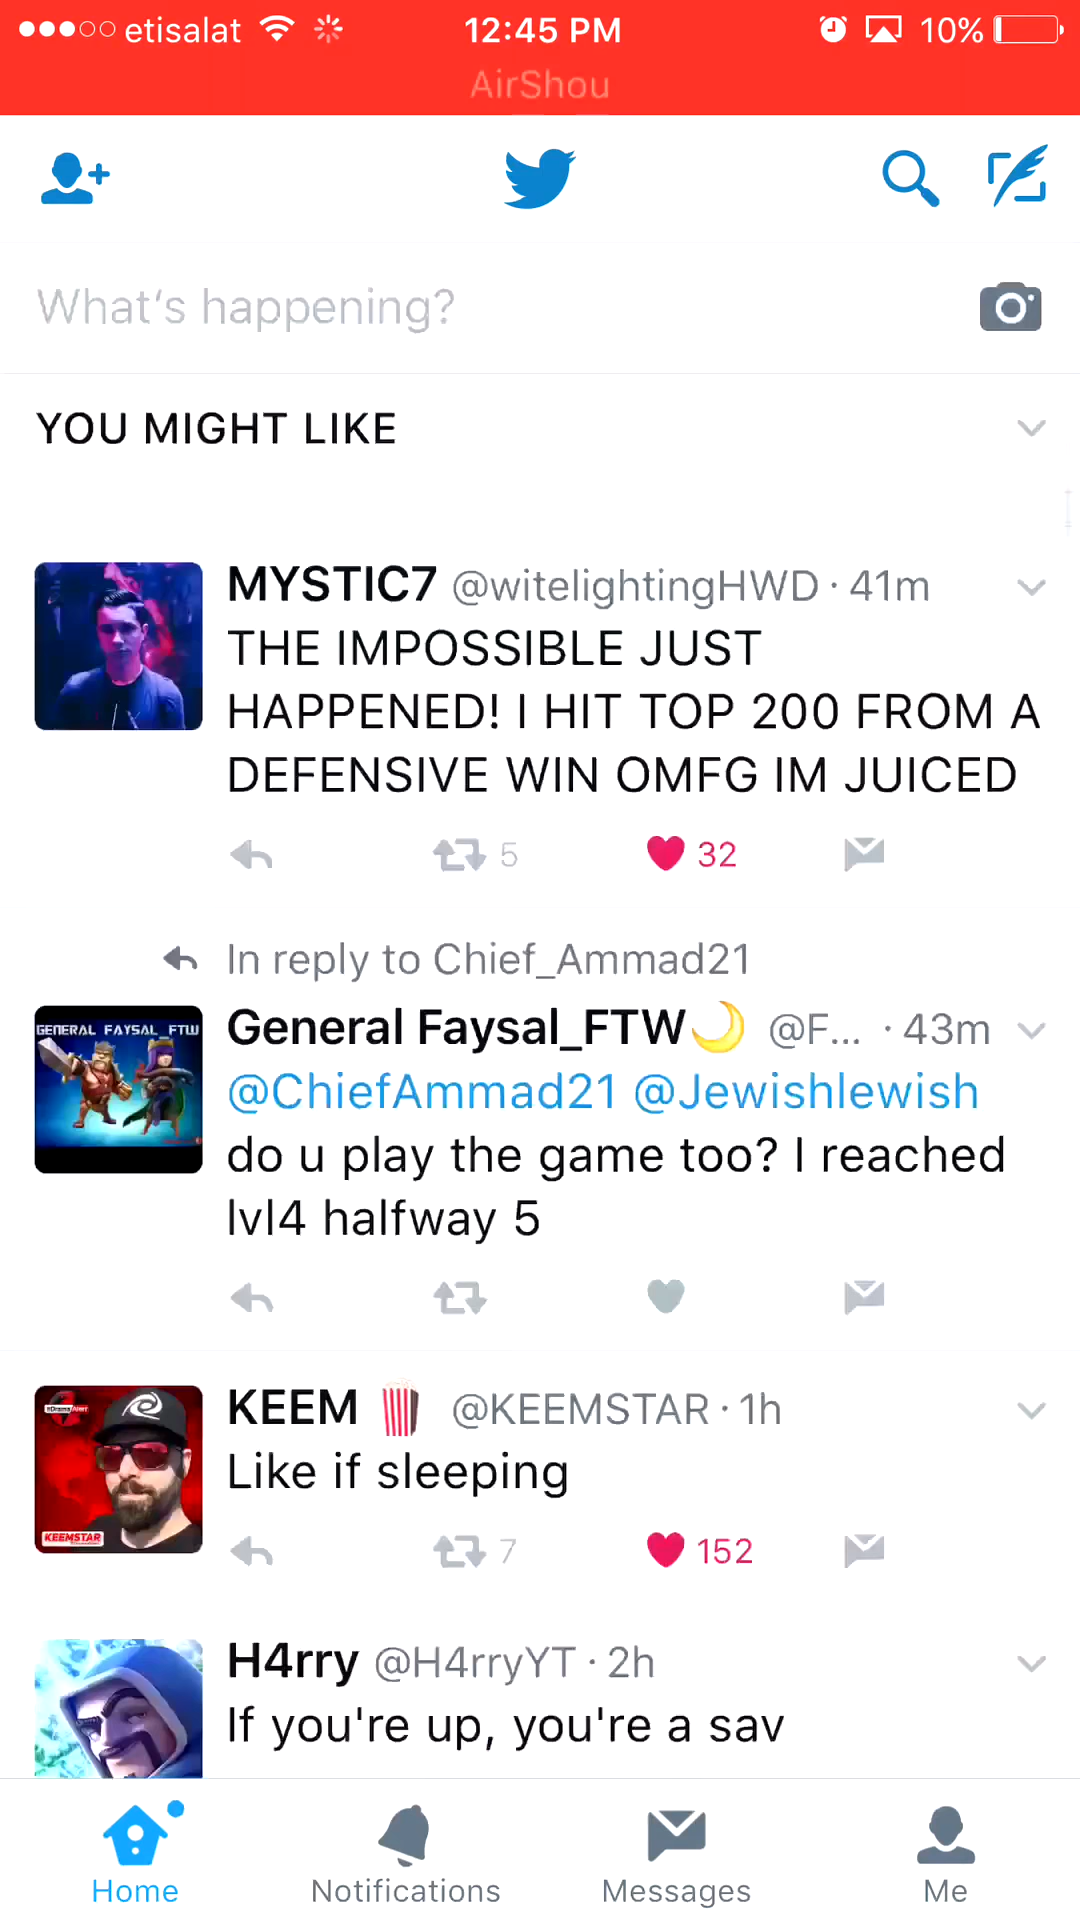 etisalat 12:45 PM 10%
AirShou
What's happening?
YOU MIGHT LIKE
MYSTIC7 @witelightingHWD · 41m
THE IMPOSSIBLE JUST
HAPPENED! I HIT TOP 200 FROM A
DEFENSIVE WIN OMFG IM JUICED
5 32
In reply to Chief_Ammad21
GENERAL FAYSAL_FTW
General Faysal_FTW🌙 @F... · 43m
@ChiefAmmad21 @Jewishlewish
do u play the game too? I reached
lvl4 halfway 5
KEEM 🍿 @KEEMSTAR · 1h
Like if sleeping
KEEMSTAR
7 152
H4rry @H4rryYT · 2h
If you're up, you're a sav
Home Notifications Messages Me